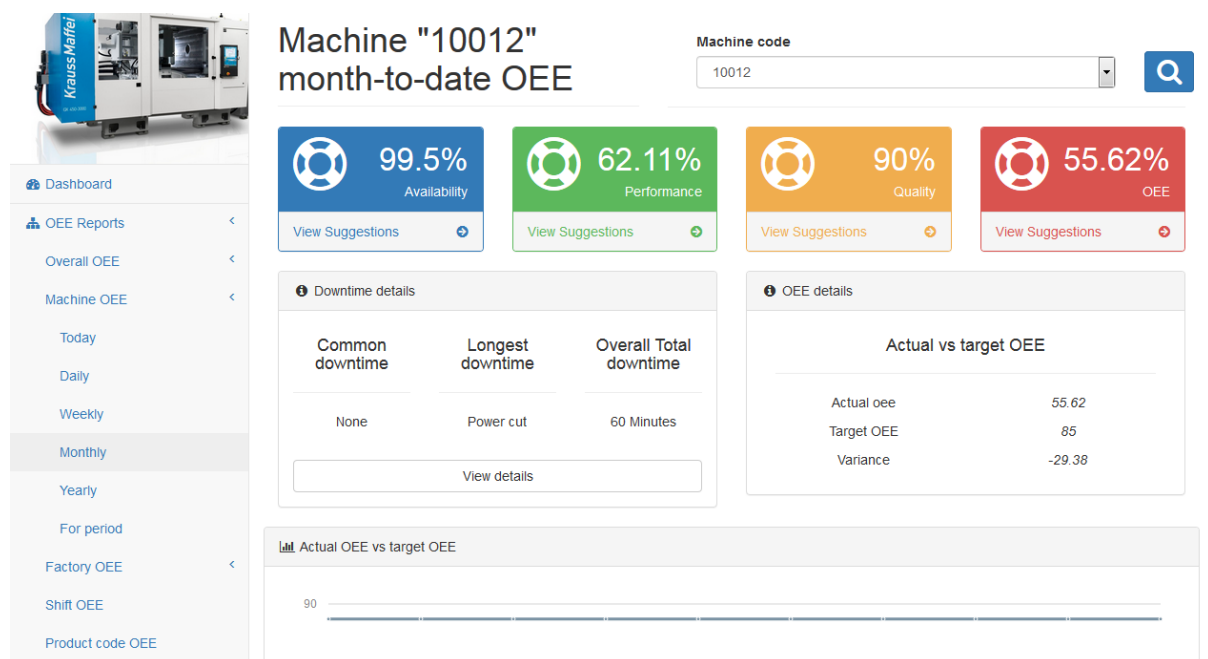 KraussMaffei
Dashboard
OEE Reports
Overall OEE
Machine OEE
Today
Daily
Weekly
Monthly
Yearly
For period
Factory OEE
Shift OEE
Product code OEE
Machine "10012"
month-to-date OEE
Machine code
10012
99.5%
Availability
View Suggestions
62.11%
Performance
View Suggestions
90%
Quality
View Suggestions
55.62%
OEE
View Suggestions
Downtime details
Common downtime
Longest downtime
Overall Total downtime
None
Power cut
60 Minutes
View details
OEE details
Actual vs target OEE
Actual oee 55.62
Target OEE 85
Variance -29.38
Actual OEE vs target OEE
90